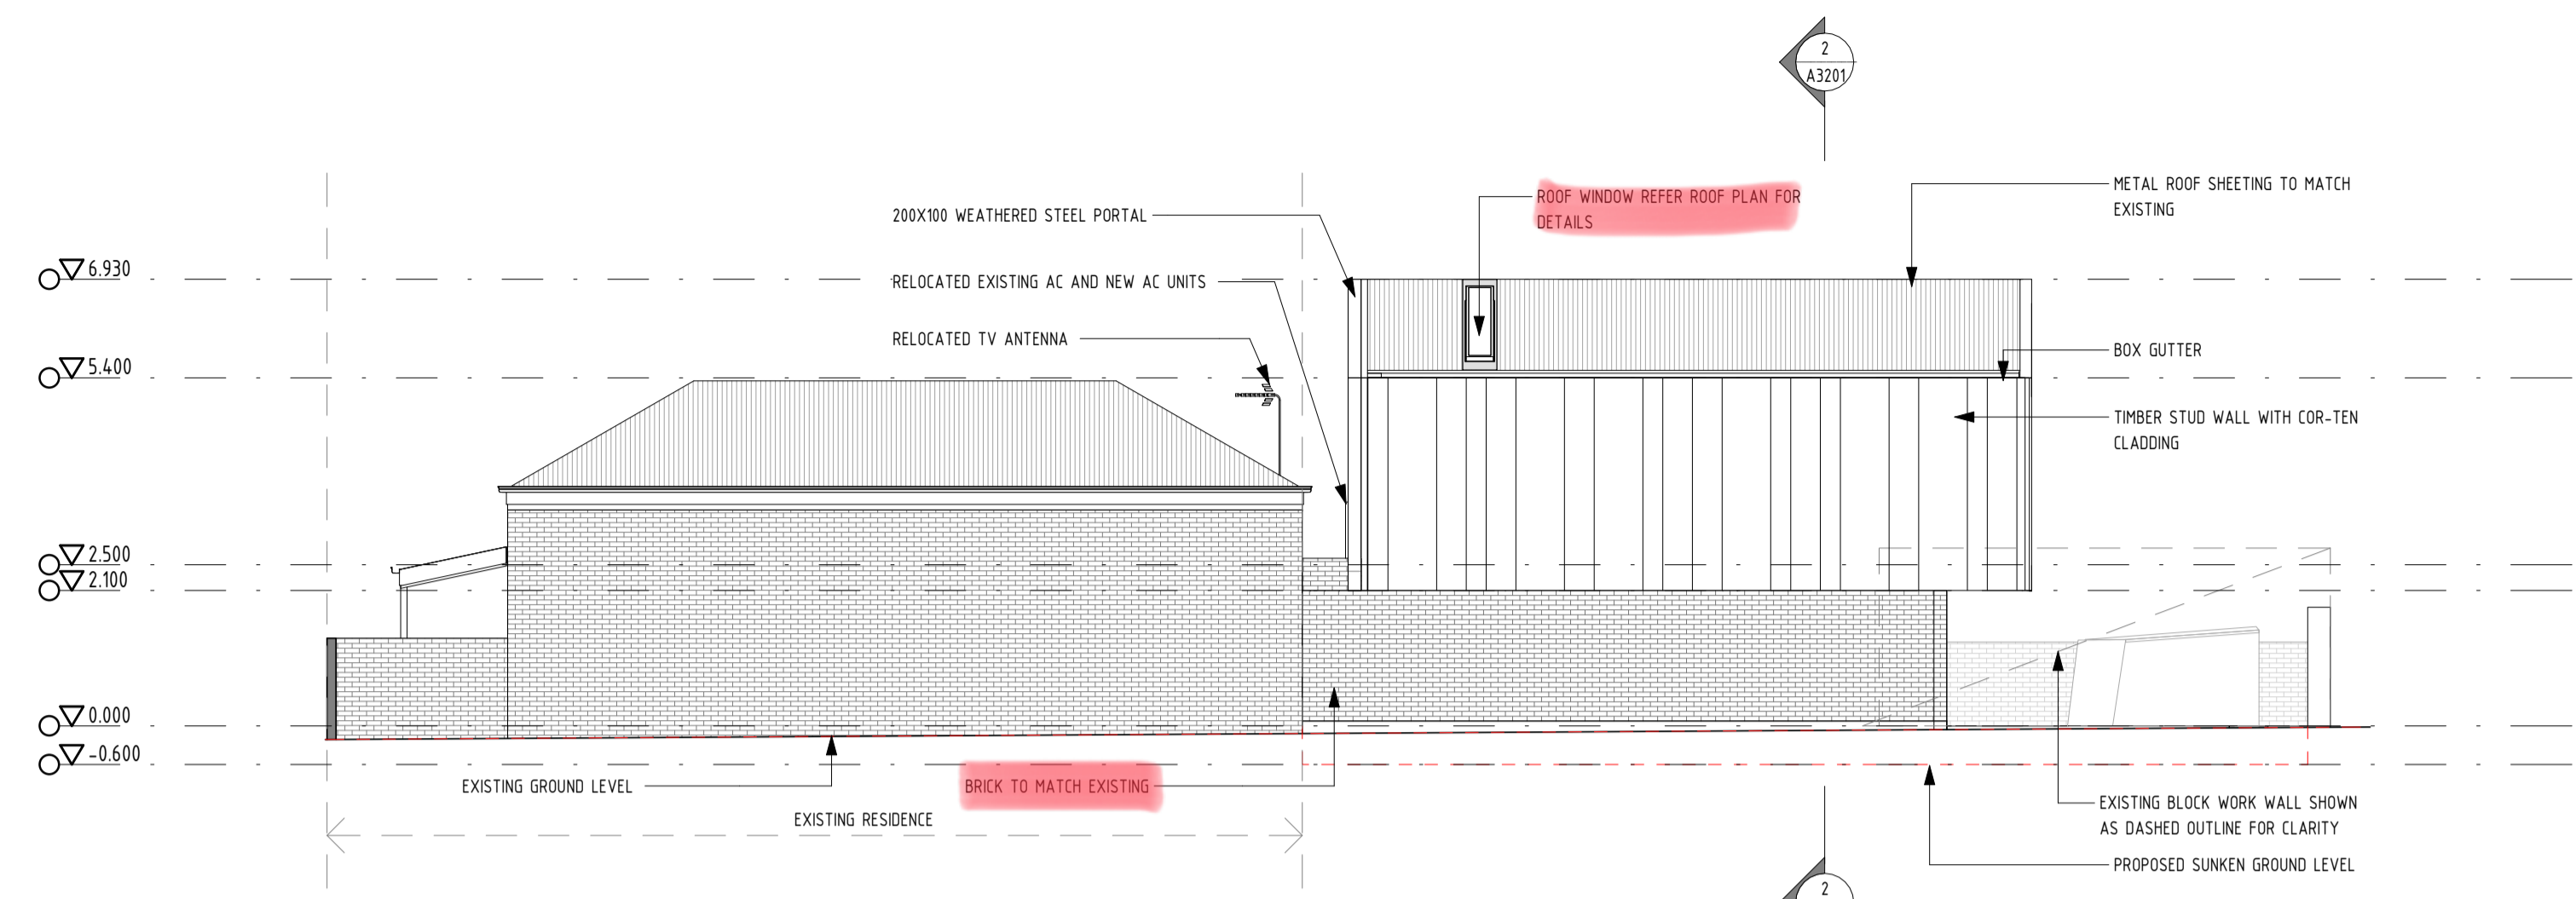 2
A3201
ROOF WINDOW REFER ROOF PLAN FOR
DETAILS
METAL ROOF SHEETING TO MATCH
EXISTING
200X100 WEATHERED STEEL PORTAL
6.930
RELOCATED EXISTING AC AND NEW AC UNITS
RELOCATED TV ANTENNA
BOX GUTTER
5.400
TIMBER STUD WALL WITH COR-TEN
CLADDING
2.500
2.100
0.000
-0.600
EXISTING GROUND LEVEL
BRICK TO MATCH EXISTING
EXISTING RESIDENCE
EXISTING BLOCK WORK WALL SHOWN
AS DASHED OUTLINE FOR CLARITY
PROPOSED SUNKEN GROUND LEVEL
2